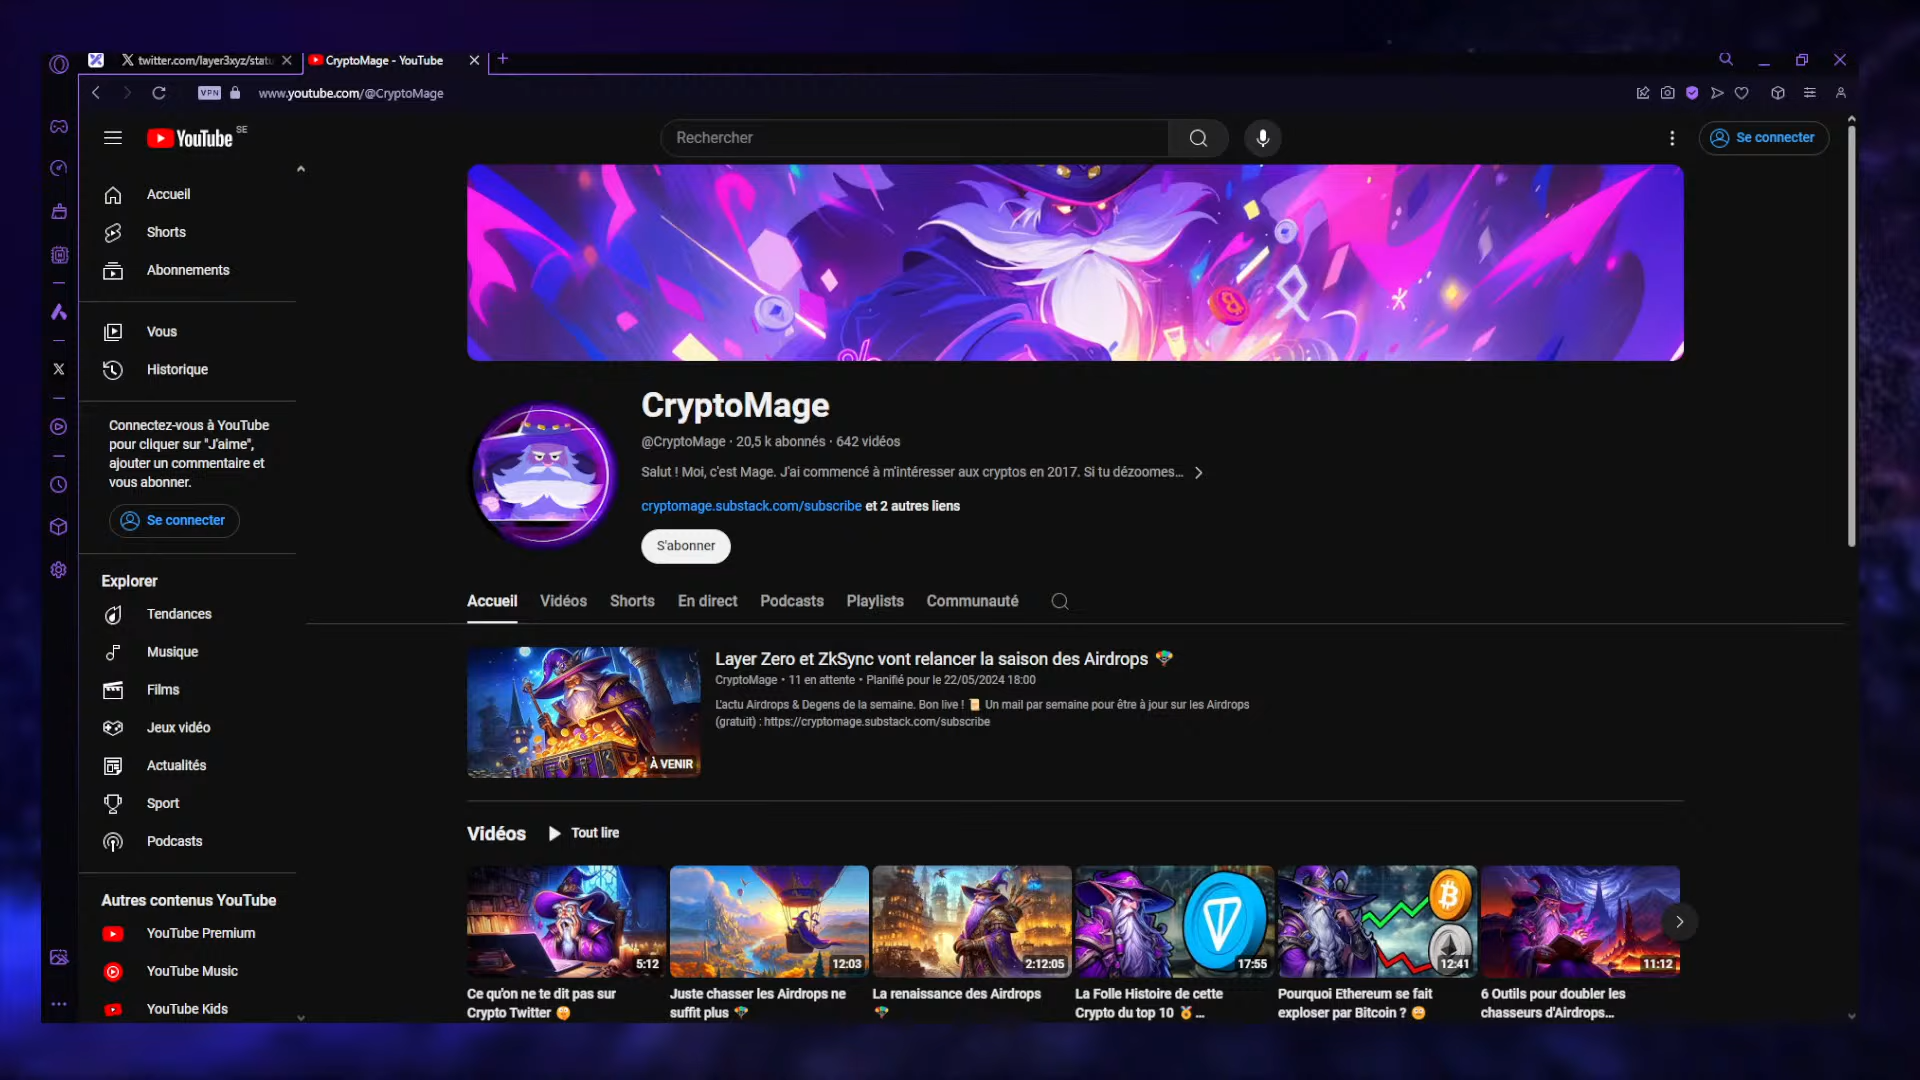 twitter.com/layer3xyz/statu
CryptoMage - YouTube
VPN
www.youtube.com/@CryptoMage
YouTube SE
Rechercher
Se connecter
Accueil
Shorts
Abonnements
Vous
Historique
Connectez-vous à YouTube
pour cliquer sur "J'aime",
ajouter un commentaire et
vous abonner.
Se connecter
Explorer
Tendances
Musique
Films
Jeux vidéo
Actualités
Sport
Podcasts
Autres contenus YouTube
YouTube Premium
YouTube Music
YouTube Kids
CryptoMage
@CryptoMage · 20,5 k abonnés · 642 vidéos
Salut ! Moi, c'est Mage. J'ai commencé à m'intéresser aux cryptos en 2017. Si tu dézoomes...
cryptomage.substack.com/subscribe et 2 autres liens
S'abonner
Accueil Vidéos Shorts En direct Podcasts Playlists Communauté
À VENIR
Layer Zero et ZkSync vont relancer la saison des Airdrops 🪂
CryptoMage • 11 en attente • Planifié pour le 22/05/2024 18:00
L'actu Airdrops & Degens de la semaine. Bon live ! 📜 Un mail par semaine pour être à jour sur les Airdrops
(gratuit) : https://cryptomage.substack.com/subscribe
Vidéos Tout lire
5:12
Ce qu'on ne te dit pas sur
Crypto Twitter
12:03
Juste chasser les Airdrops ne
suffit plus 🪂
2:12:05
La renaissance des Airdrops
🪂
17:55
La Folle Histoire de cette
Crypto du top 10 🥇 ...
12:41
Pourquoi Ethereum se fait
exploser par Bitcoin ?
11:12
6 Outils pour doubler les
chasseurs d'Airdrops...